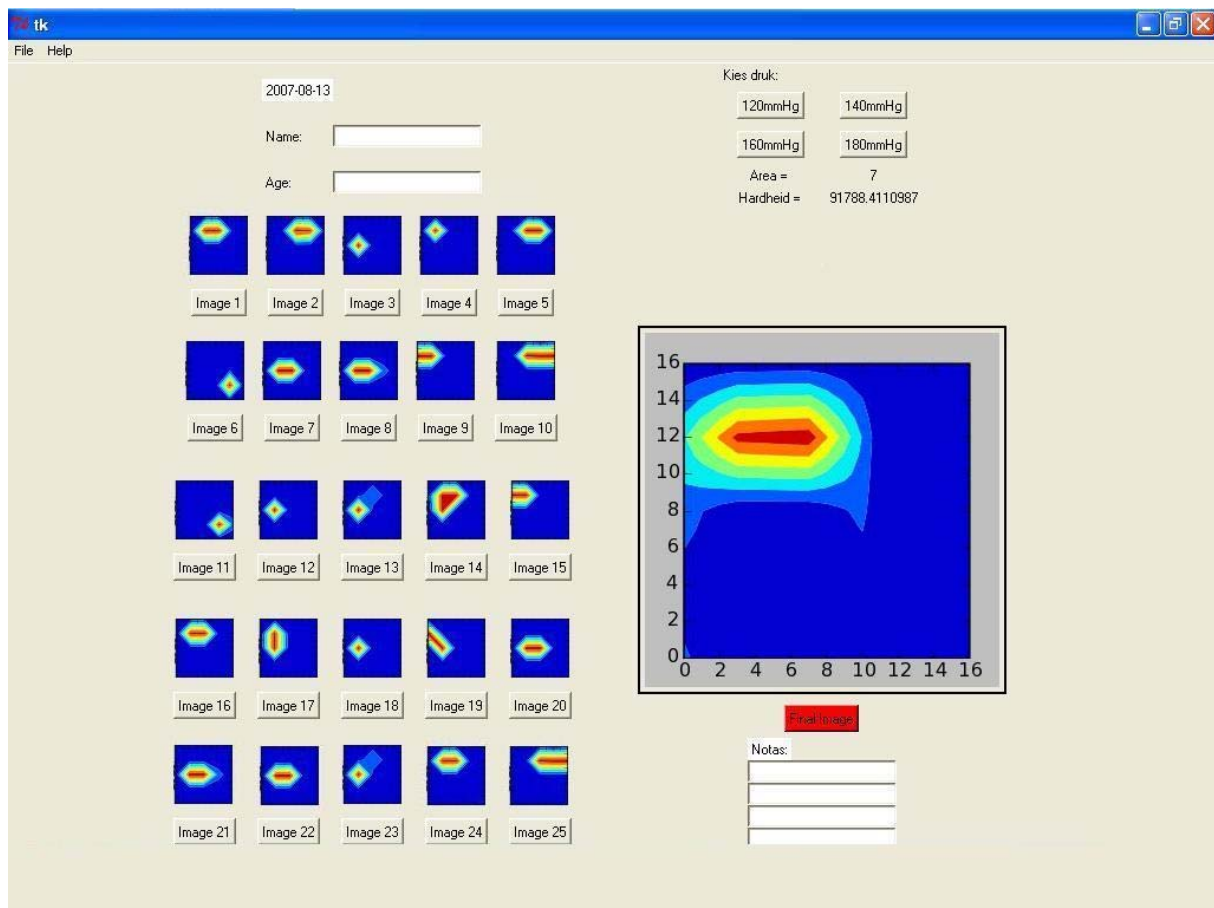 tk
File Help
2007-08-13
Name:
Age:
Kies druk:
120mmHg 140mmHg
160mmHg 180mmHg
Area = 7
Hardheid = 91788.4110987
Image 1 Image 2 Image 3 Image 4 Image 5
Image 6 Image 7 Image 8 Image 9 Image 10
Image 11 Image 12 Image 13 Image 14 Image 15
Image 16 Image 17 Image 18 Image 19 Image 20
Image 21 Image 22 Image 23 Image 24 Image 25
16
14
12
10
8
6
4
2
0
0 2 4 6 8 10 12 14 16
Final Image
Notas: